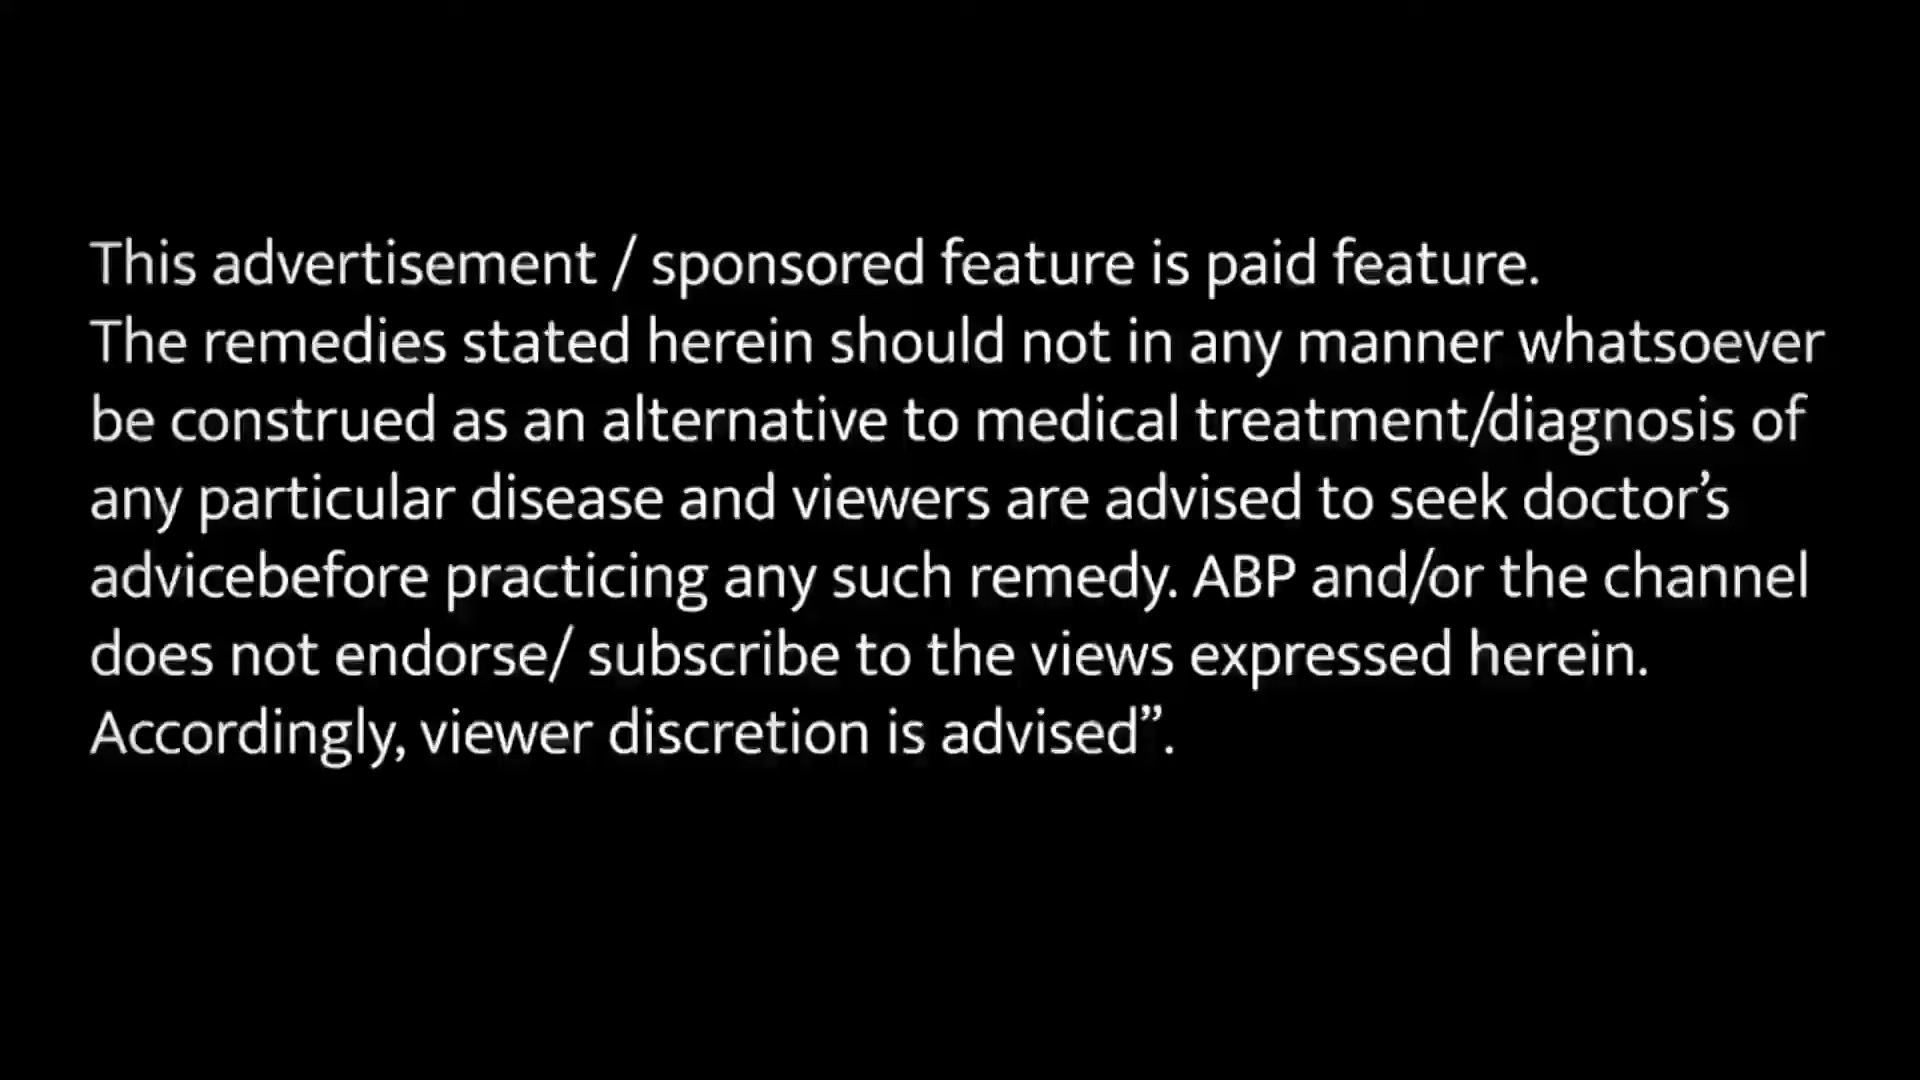 This advertisement / sponsored feature is paid feature.
The remedies stated herein should not in any manner whatsoever
be construed as an alternative to medical treatment/diagnosis of
any particular disease and viewers are advised to seek doctor’s
advicebefore practicing any such remedy. ABP and/or the channel
does not endorse/ subscribe to the views expressed herein.
Accordingly, viewer discretion is advised”.